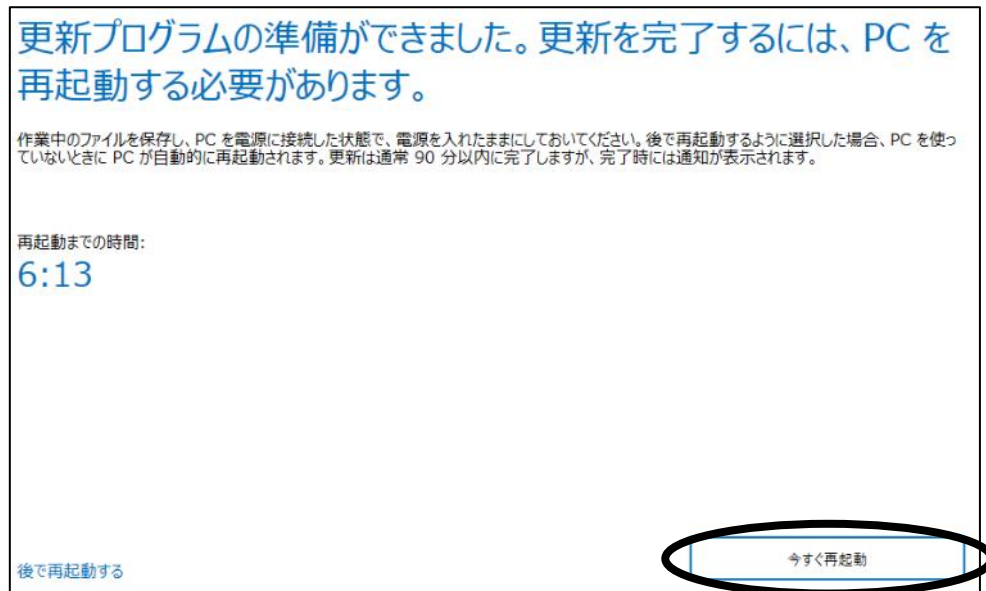 更新プログラムの準備ができました。更新を完了するには、PC を
再起動する必要があります。
作業中のファイルを保存し、PC を電源に接続した状態で、電源を入れたままにしておいてください。後で再起動するように選択した場合、PC を使っ
ていないときに PC が自動的に再起動されます。更新は通常 90 分以内に完了しますが、完了時には通知が表示されます。
再起動までの時間:
6:13
後で再起動する
今すぐ再起動